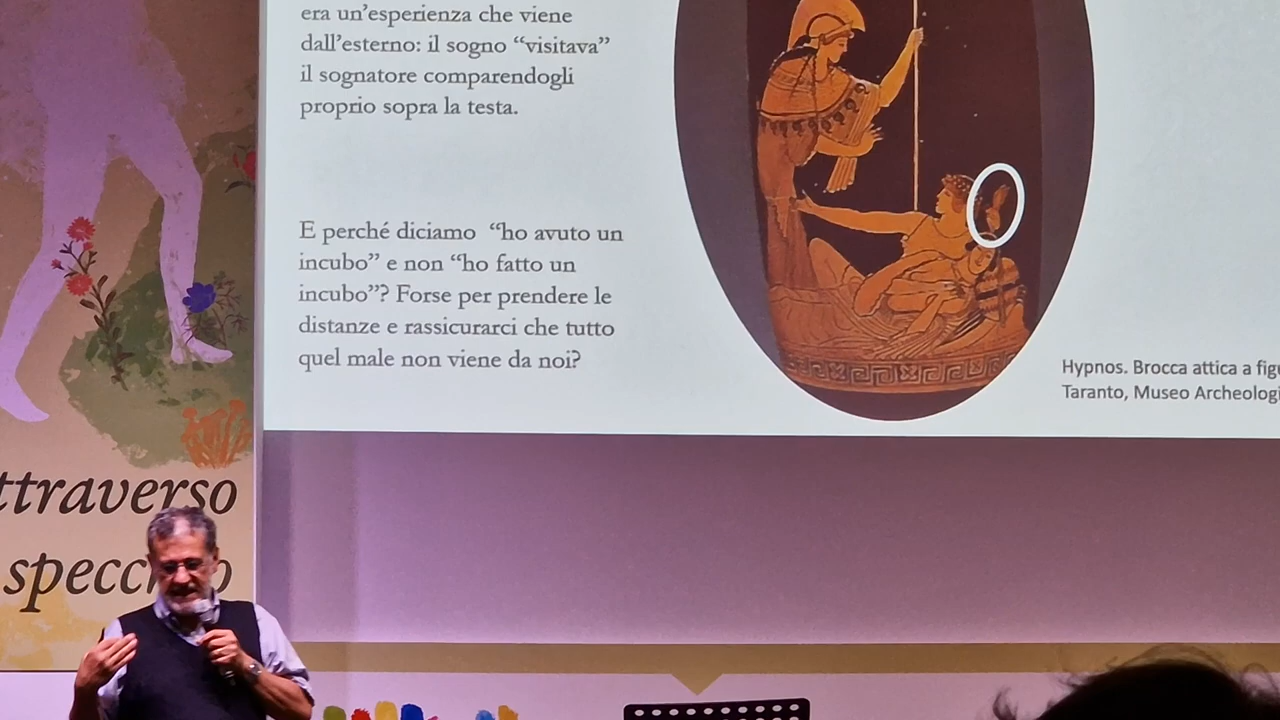 era un’esperienza che viene
dall’esterno: il sogno “visitava”
il sognatore comparendogli
proprio sopra la testa.
E perché diciamo “ho avuto un
incubo” e non “ho fatto un
incubo”? Forse per prendere le
distanze e rassicurarci che tutto
quel male non viene da noi?
Hypnos. Brocca attica a figu
Taranto, Museo Archeologi
ttraverso
specchio